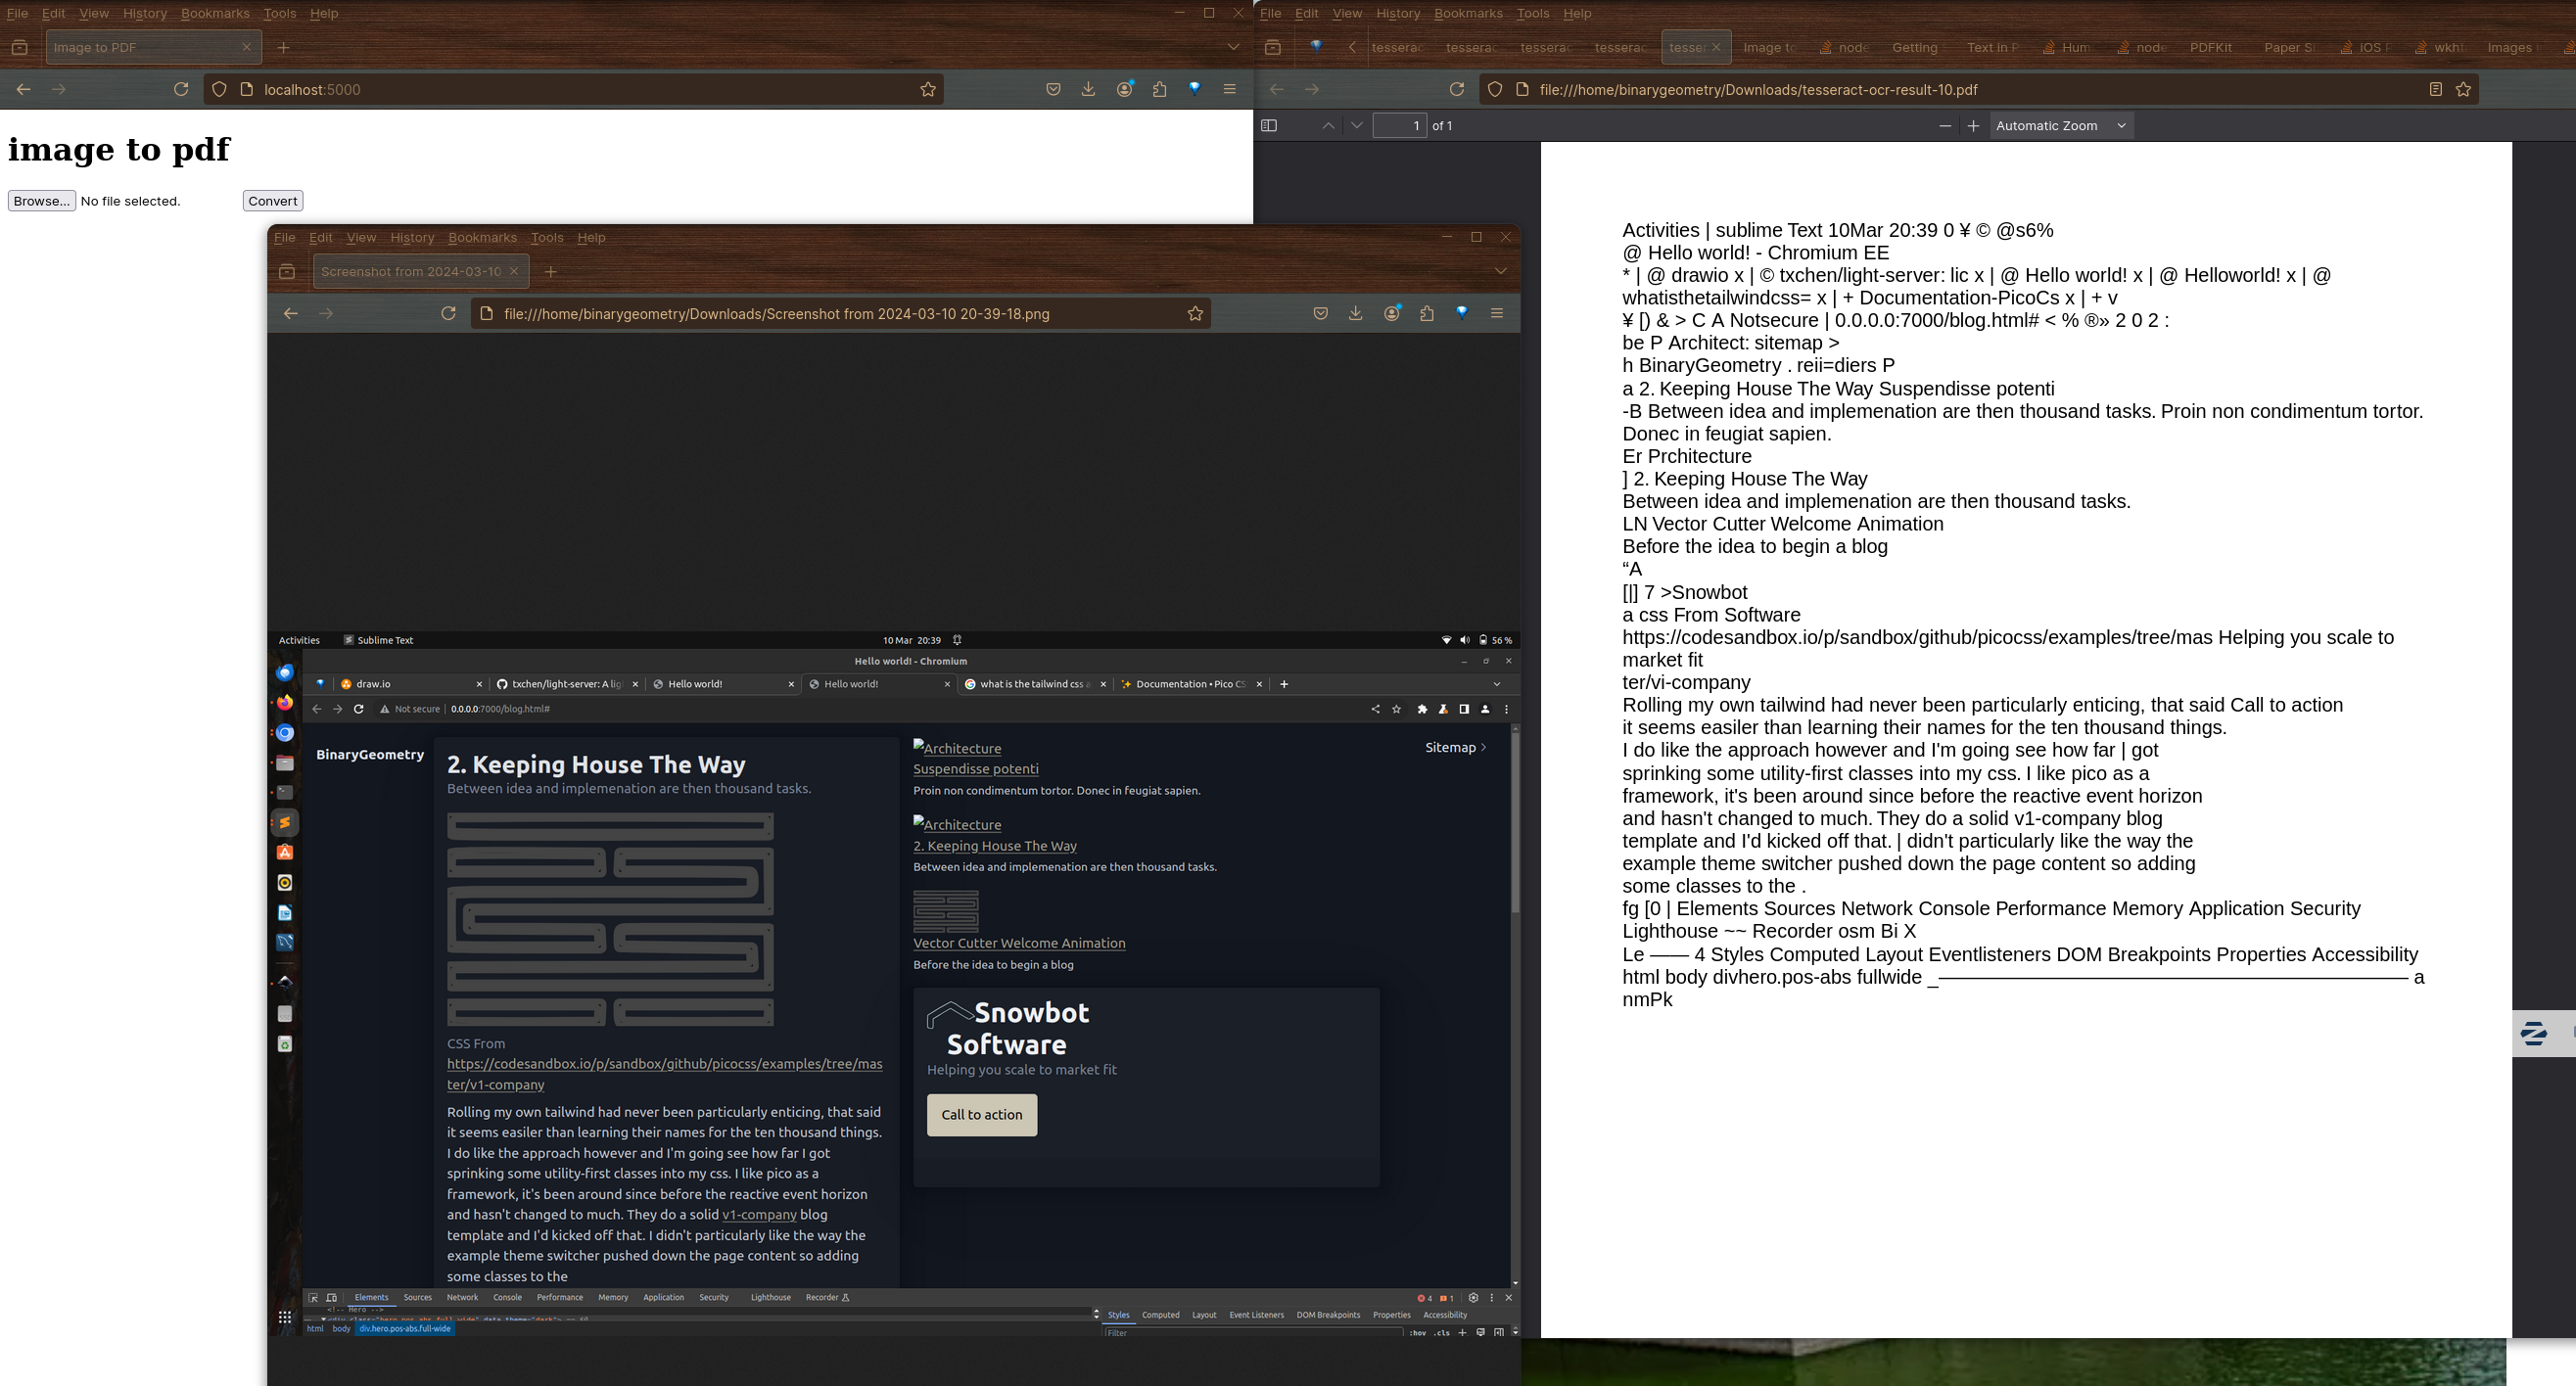 File Edit View History Bookmarks Tools Help
Image to PDF
localhost:5000
image to pdf
Browse... No file selected. Convert
File Edit View History Bookmarks Tools Help
Screenshot from 2024-03-10
file:///home/binarygeometry/Downloads/Screenshot from 2024-03-10 20-39-18.png
Activities Sublime Text 10 Mar 20:39 56 %
Hello world! - Chromium
draw.io txchen/light-server: A lig Hello world! Hello world! what is the tailwind css Documentation • Pico CS
Not secure 0.0.0.0:7000/blog.html#
BinaryGeometry
2. Keeping House The Way
Between idea and implemenation are then thousand tasks.
CSS From
https://codesandbox.io/p/sandbox/github/picocss/examples/tree/mas
ter/v1-company
Rolling my own tailwind had never been particularly enticing, that said
it seems easilier than learning their names for the ten thousand things.
I do like the approach however and I'm going see how far I got
sprinking some utility-first classes into my css. I like pico as a
framework, it's been around since before the reactive event horizon
and hasn't changed to much. They do a solid v1-company blog
template and I'd kicked off that. I didn't particularly like the way the
example theme switcher pushed down the page content so adding
some classes to the
Architecture
Suspendisse potenti
Proin non condimentum tortor. Donec in feugiat sapien.
Architecture
2. Keeping House The Way
Between idea and implemenation are then thousand tasks.
Vector Cutter Welcome Animation
Before the idea to begin a blog
Snowbot
Software
Helping you scale to market fit
Call to action
Sitemap
Elements Sources Network Console Performance Memory Application Security Lighthouse Recorder 4 1
<!-- Hero -->
Styles Computed Layout Event Listeners DOM Breakpoints Properties Accessibility
html body div.hero.pos-abs.full-wide
Filter :hov .cls
File Edit View History Bookmarks Tools Help
tesserac tesserac tesserac tesserac tesser Image to node Getting Text in P Hum node PDFKit Paper Si iOS F wkh Images
file:///home/binarygeometry/Downloads/tesseract-ocr-result-10.pdf
1 of 1 Automatic Zoom
Activities | sublime Text 10Mar 20:39 0 ¥ © @s6%
@ Hello world! - Chromium EE
* | @ drawio x | © txchen/light-server: lic x | @ Hello world! x | @ Helloworld! x | @
whatisthetailwindcss= x | + Documentation-PicoCs x | + v
¥ [) & > C A Notsecure | 0.0.0.0:7000/blog.html# < % ®» 2 0 2 :
be P Architect: sitemap >
h BinaryGeometry . reii=diers P
a 2. Keeping House The Way Suspendisse potenti
-B Between idea and implemenation are then thousand tasks. Proin non condimentum tortor.
Donec in feugiat sapien.
Er Prchitecture
] 2. Keeping House The Way
Between idea and implemenation are then thousand tasks.
LN Vector Cutter Welcome Animation
Before the idea to begin a blog
“A
[|] 7 >Snowbot
a css From Software
https://codesandbox.io/p/sandbox/github/picocss/examples/tree/mas Helping you scale to
market fit
ter/vi-company
Rolling my own tailwind had never been particularly enticing, that said Call to action
it seems easilier than learning their names for the ten thousand things.
I do like the approach however and I'm going see how far | got
sprinking some utility-first classes into my css. I like pico as a
framework, it's been around since before the reactive event horizon
and hasn't changed to much. They do a solid v1-company blog
template and I'd kicked off that. | didn't particularly like the way the
example theme switcher pushed down the page content so adding
some classes to the .
fg [0 | Elements Sources Network Console Performance Memory Application Security
Lighthouse ~~ Recorder osm Bi X
Le —— 4 Styles Computed Layout Eventlisteners DOM Breakpoints Properties Accessibility
html body divhero.pos-abs fullwide _———————————————————————— a
nmPk